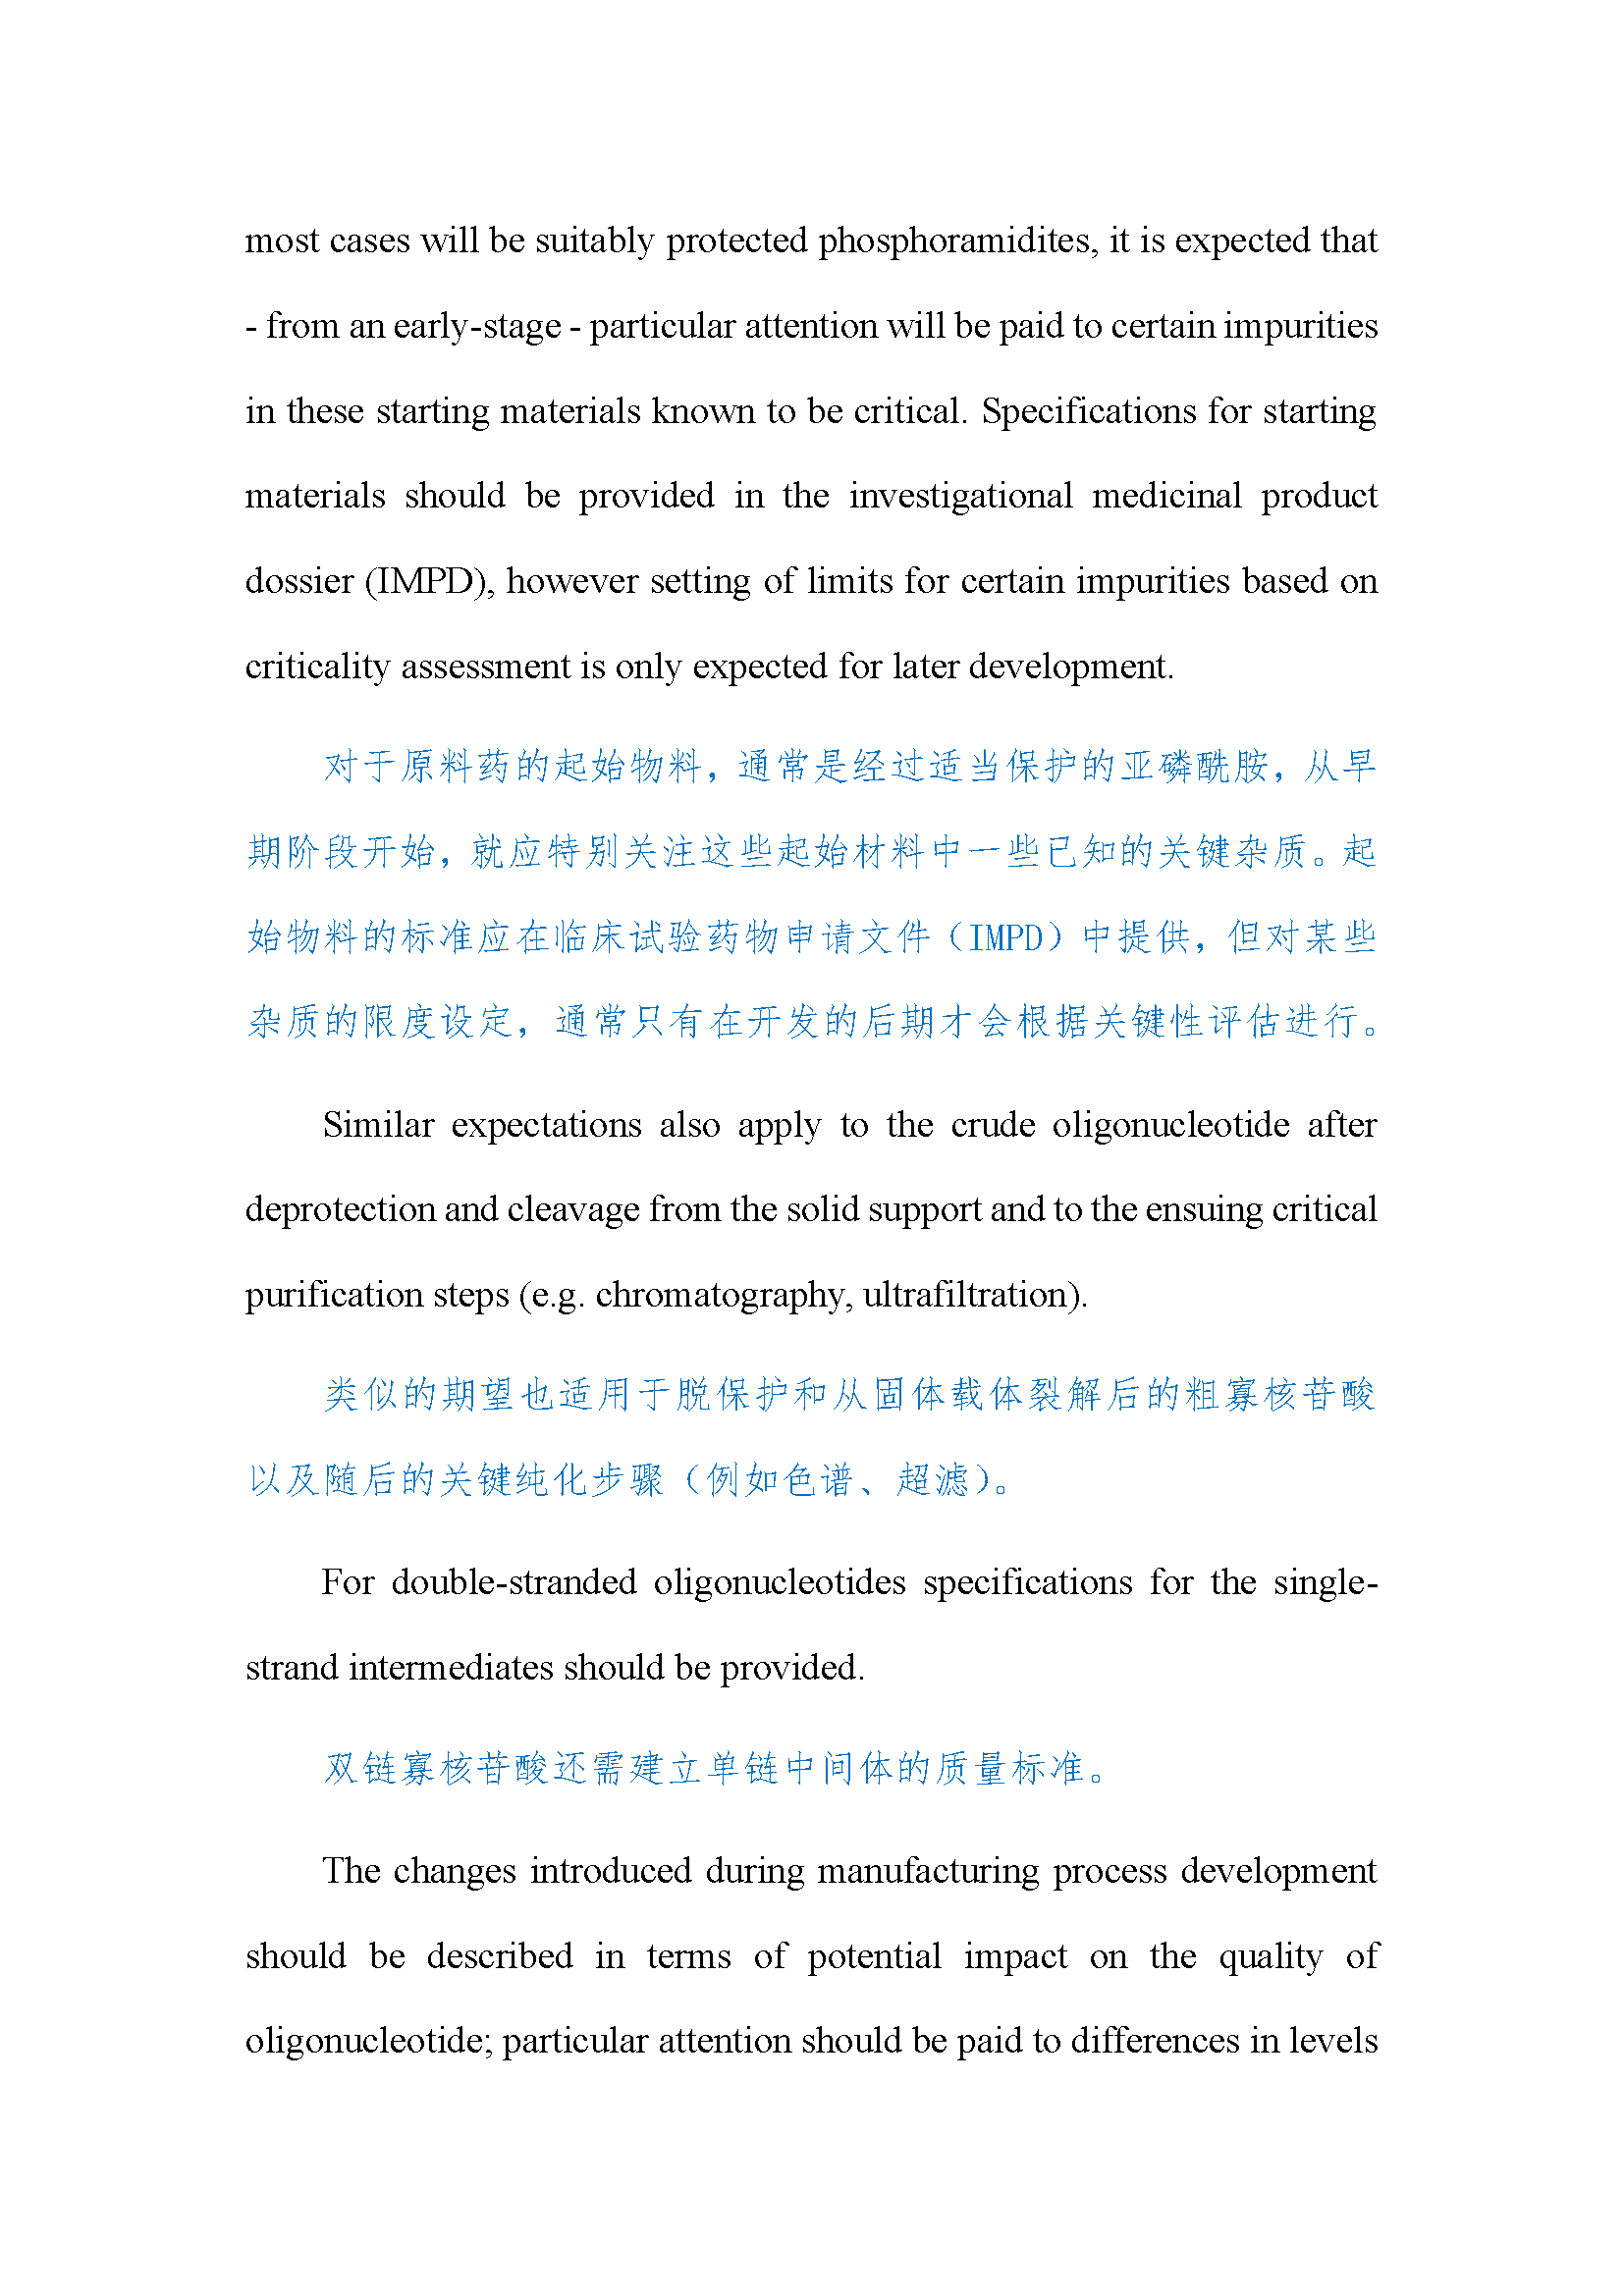 most cases will be suitably protected phosphoramidites, it is expected that
- from an early-stage - particular attention will be paid to certain impurities
in these starting materials known to be critical. Specifications for starting
materials should be provided in the investigational medicinal product
dossier (IMPD), however setting of limits for certain impurities based on
criticality assessment is only expected for later development.
对于原料药的起始物料，通常是经过适当保护的亚磷酰胺，从早
期阶段开始，就应特别关注这些起始材料中一些已知的关键杂质。起
始物料的标准应在临床试验药物申请文件（IMPD）中提供，但对某些
杂质的限度设定，通常只有在开发的后期才会根据关键性评估进行。
Similar expectations also apply to the crude oligonucleotide after
deprotection and cleavage from the solid support and to the ensuing critical
purification steps (e.g. chromatography, ultrafiltration).
类似的期望也适用于脱保护和从固体载体裂解后的粗寡核苷酸
以及随后的关键纯化步骤（例如色谱、超滤）。
For double-stranded oligonucleotides specifications for the single-
strand intermediates should be provided.
双链寡核苷酸还需建立单链中间体的质量标准。
The changes introduced during manufacturing process development
should be described in terms of potential impact on the quality of
oligonucleotide; particular attention should be paid to differences in levels